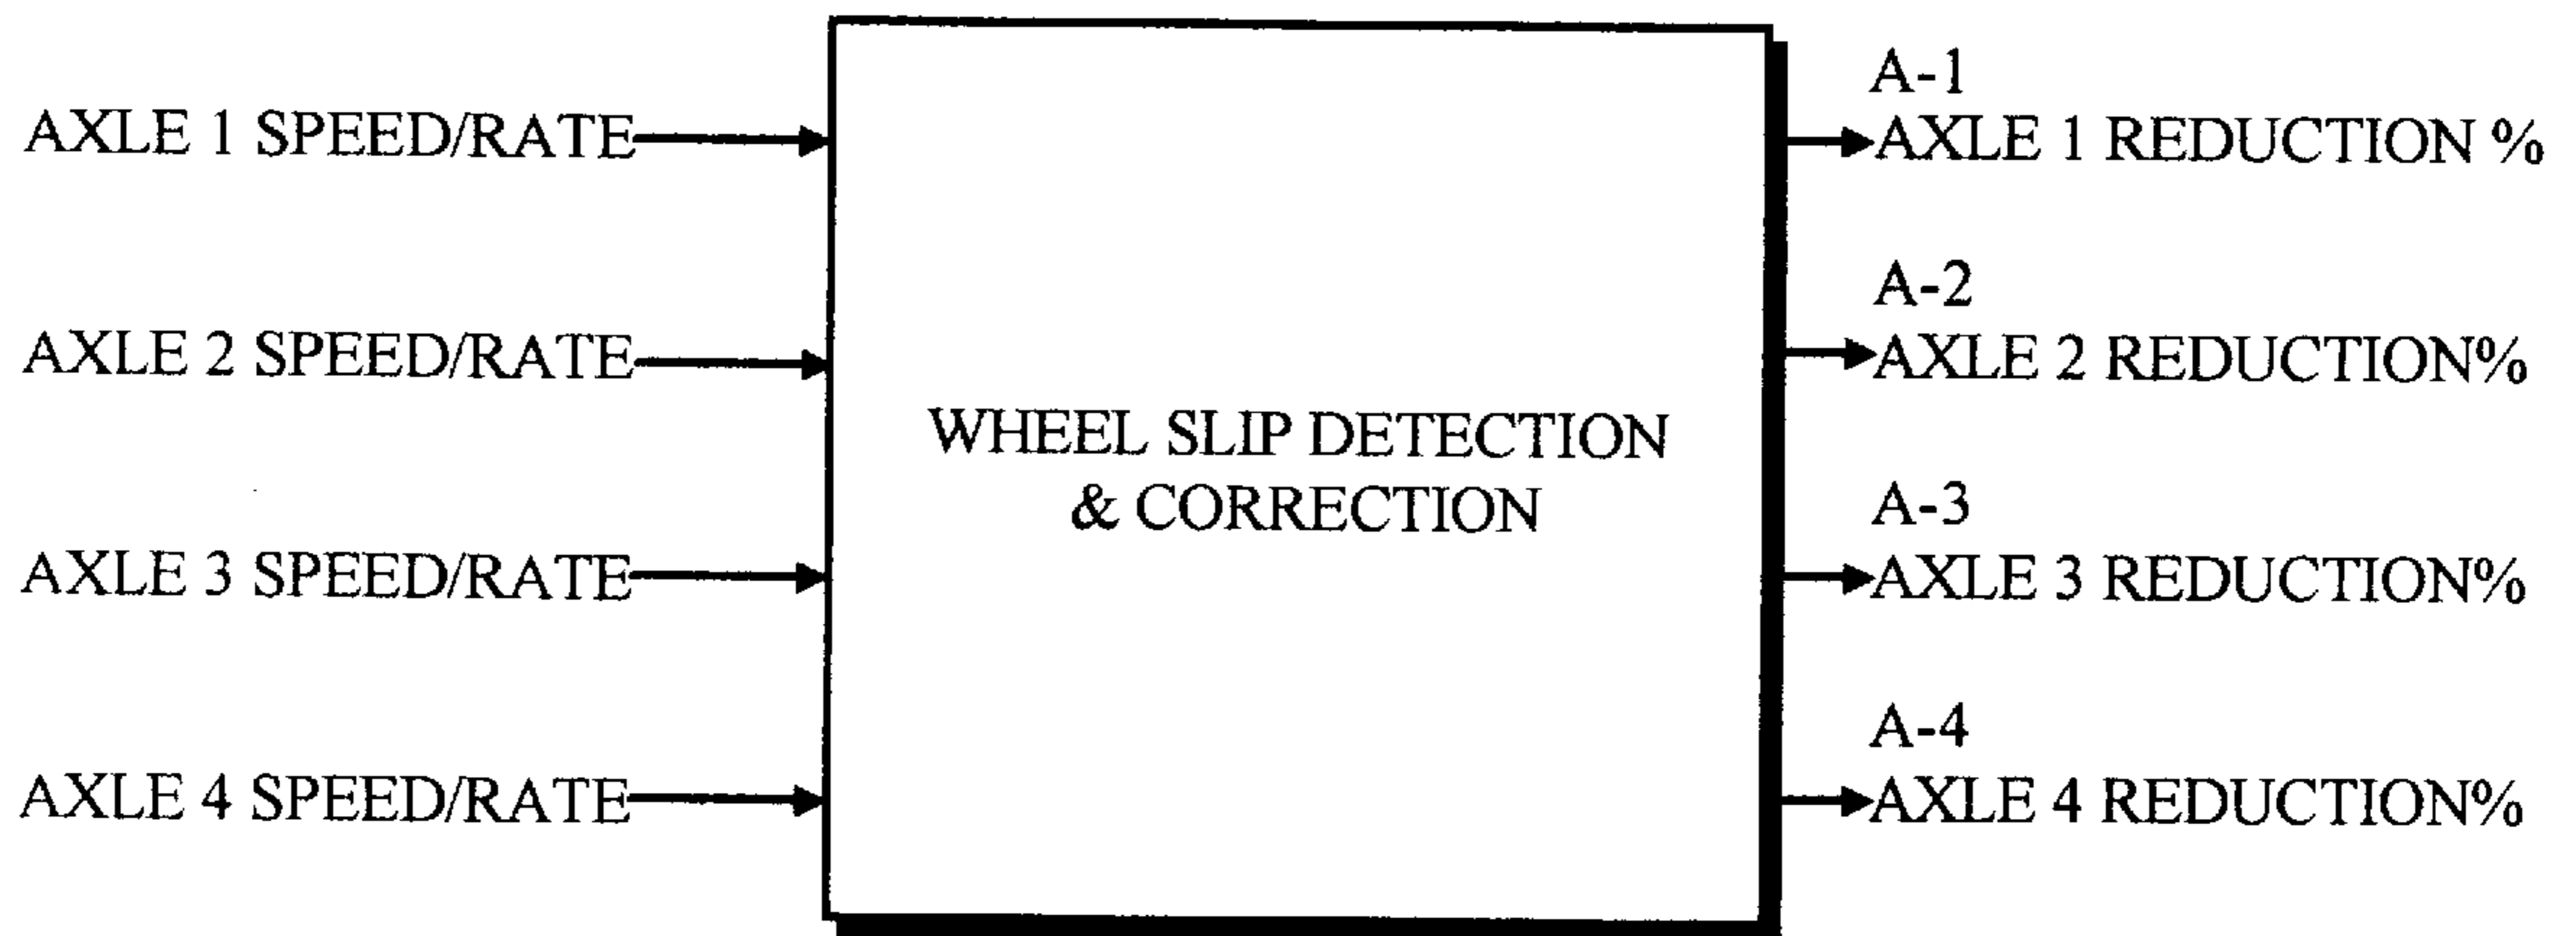 AXLE 1 SPEED/RATE
AXLE 2 SPEED/RATE
AXLE 3 SPEED/RATE
AXLE 4 SPEED/RATE
WHEEL SLIP DETECTION
& CORRECTION
A-1
AXLE 1 REDUCTION %
A-2
AXLE 2 REDUCTION%
A-3
AXLE 3 REDUCTION%
A-4
AXLE 4 REDUCTION%